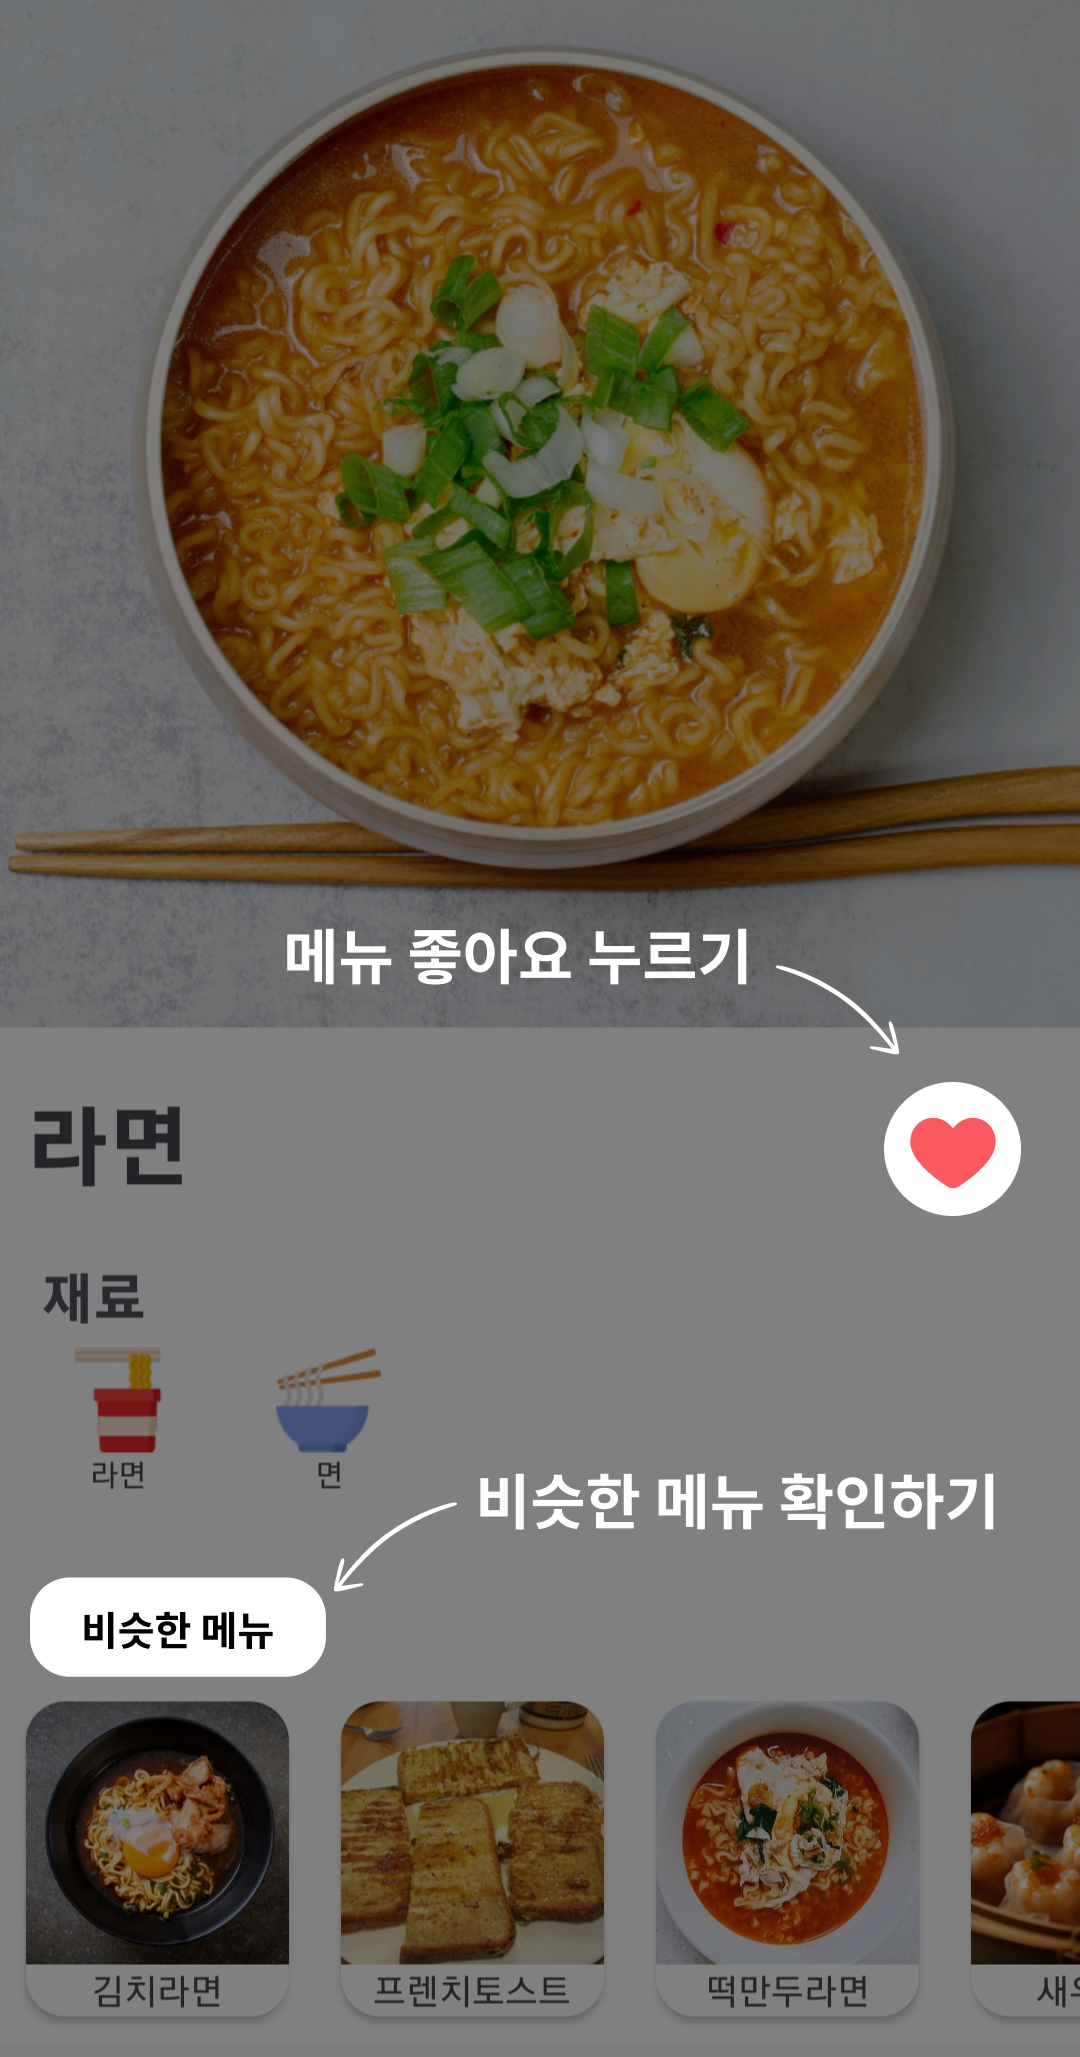 메뉴 좋아요 누르기
라면
재료
라면 면
비슷한 메뉴 확인하기
비슷한 메뉴
김치라면 프렌치토스트 떡만두라면